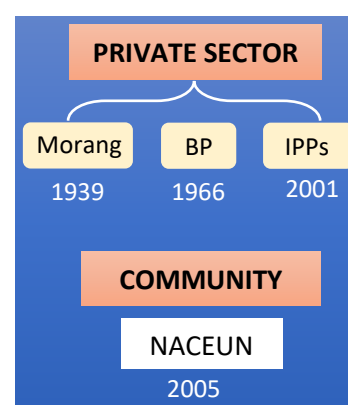 PRIVATE SECTOR
Morang BP IPPs
1939 1966 2001
COMMUNITY
NACEUN
2005